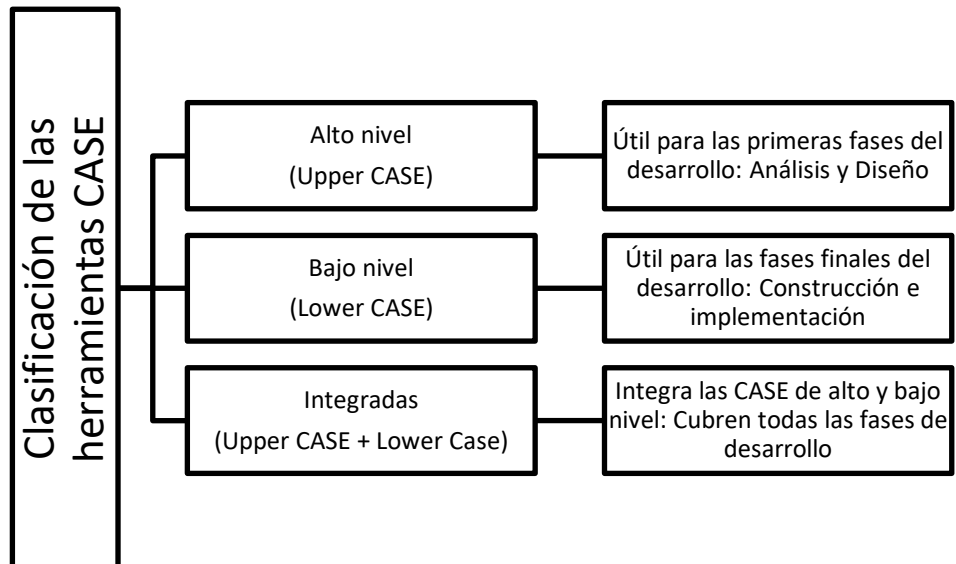 Clasificación de las
herramientas CASE
Alto nivel
(Upper CASE)
Útil para las primeras fases del
desarrollo: Análisis y Diseño
Bajo nivel
(Lower CASE)
Útil para las fases finales del
desarrollo: Construcción e
implementación
Integradas
(Upper CASE + Lower Case)
Integra las CASE de alto y bajo
nivel: Cubren todas las fases de
desarrollo